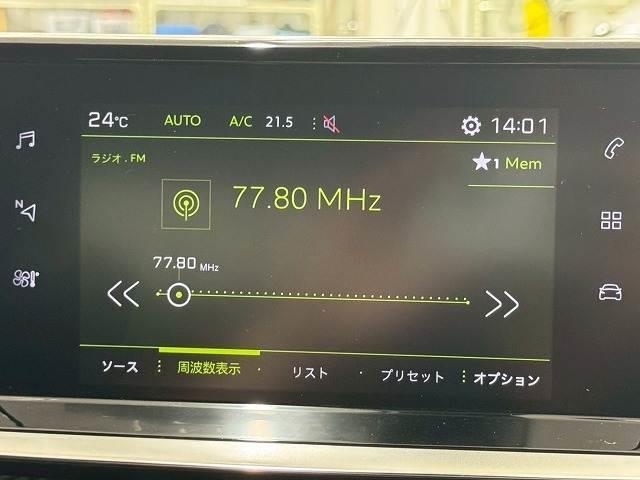 24°C AUTO A/C 21.5 14:01
ラジオ . FM
1 Mem
77.80 MHz
N
77.80 MHz
ソース 周波数表示 リスト プリセット オプション